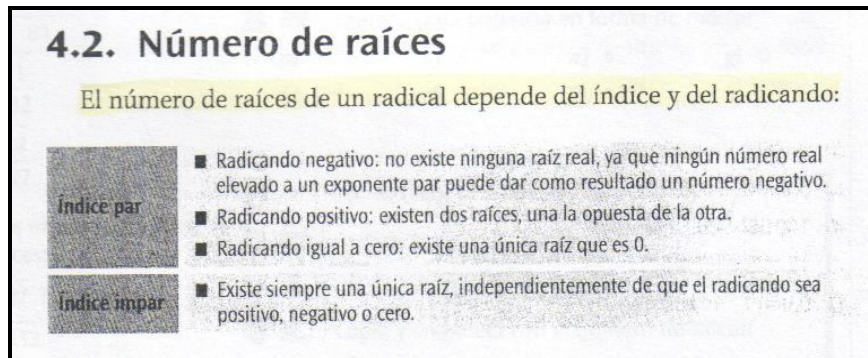 4.2. Número de raíces
El número de raíces de un radical depende del índice y del radicando:
Índice par
■ Radicando negativo: no existe ninguna raíz real, ya que ningún número real
elevado a un exponente par puede dar como resultado un número negativo.
■ Radicando positivo: existen dos raíces, una la opuesta de la otra.
■ Radicando igual a cero: existe una única raíz que es 0.
Índice impar
■ Existe siempre una única raíz, independientemente de que el radicando sea
positivo, negativo o cero.